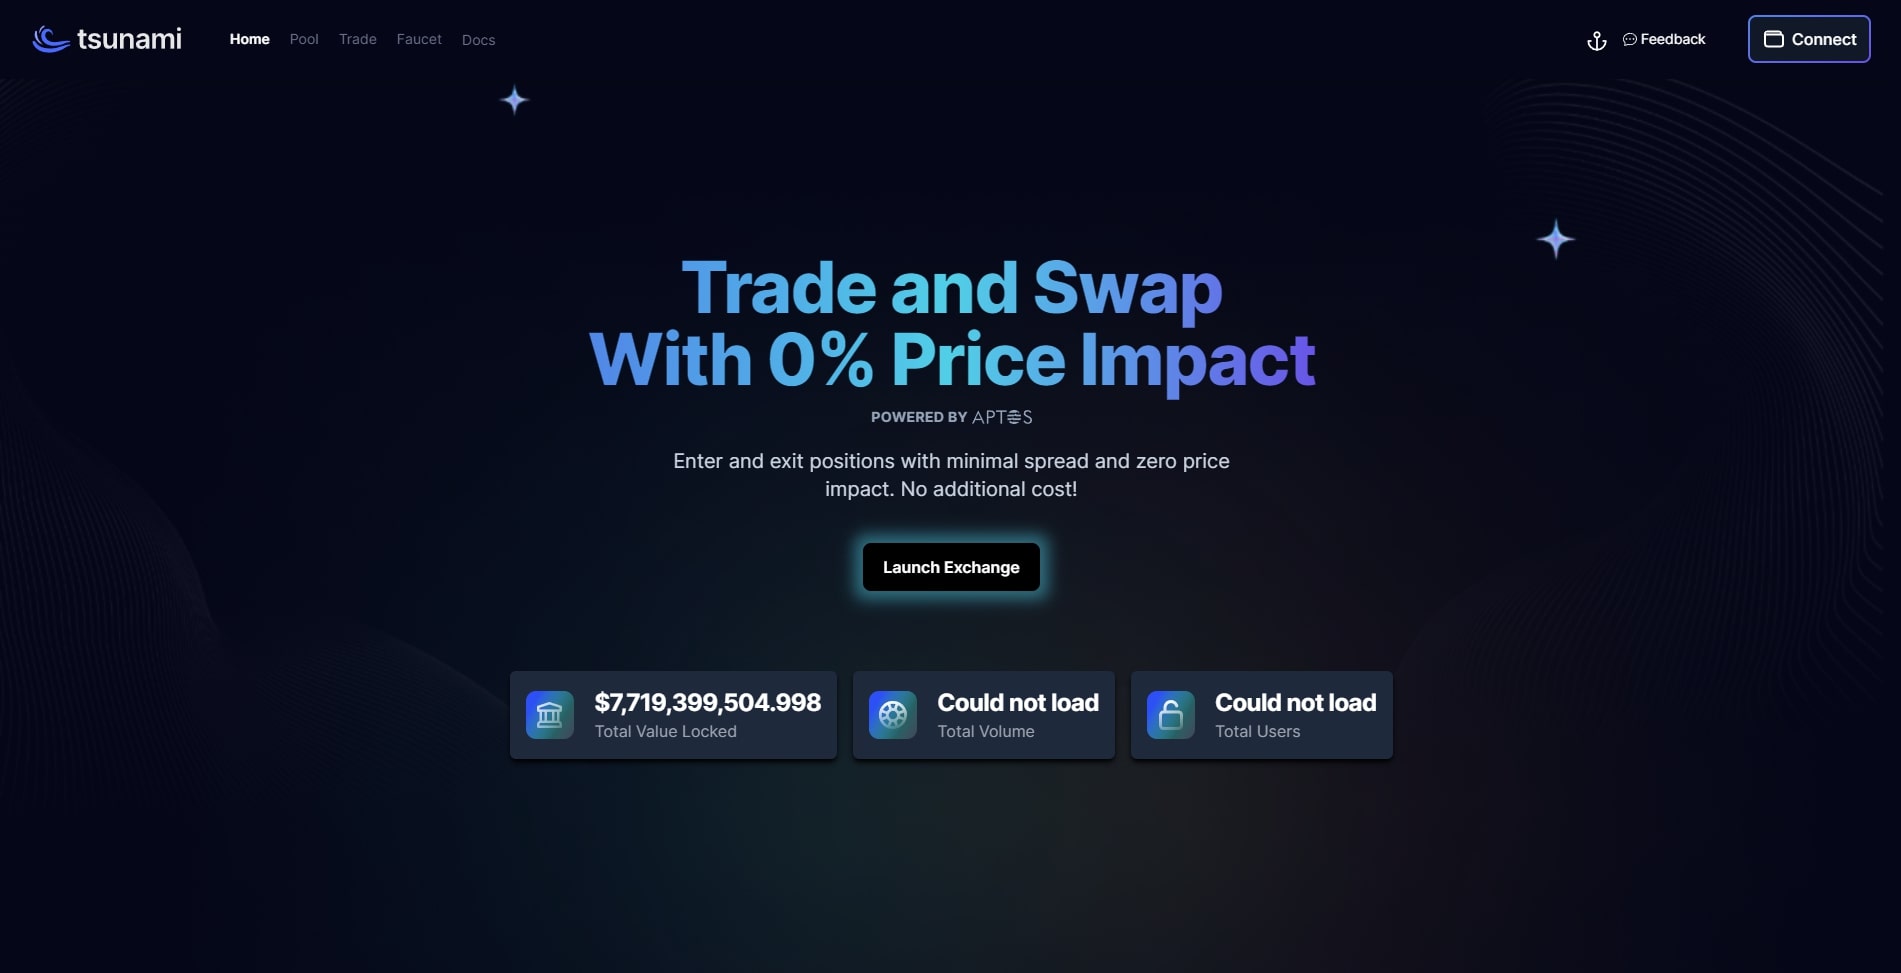 tsunami
Home Pool Trade Faucet Docs
Feedback
Connect
Trade and Swap
With 0% Price Impact
POWERED BY APTOS
Enter and exit positions with minimal spread and zero price
impact. No additional cost!
Launch Exchange
$7,719,399,504.998
Total Value Locked
Could not load
Total Volume
Could not load
Total Users